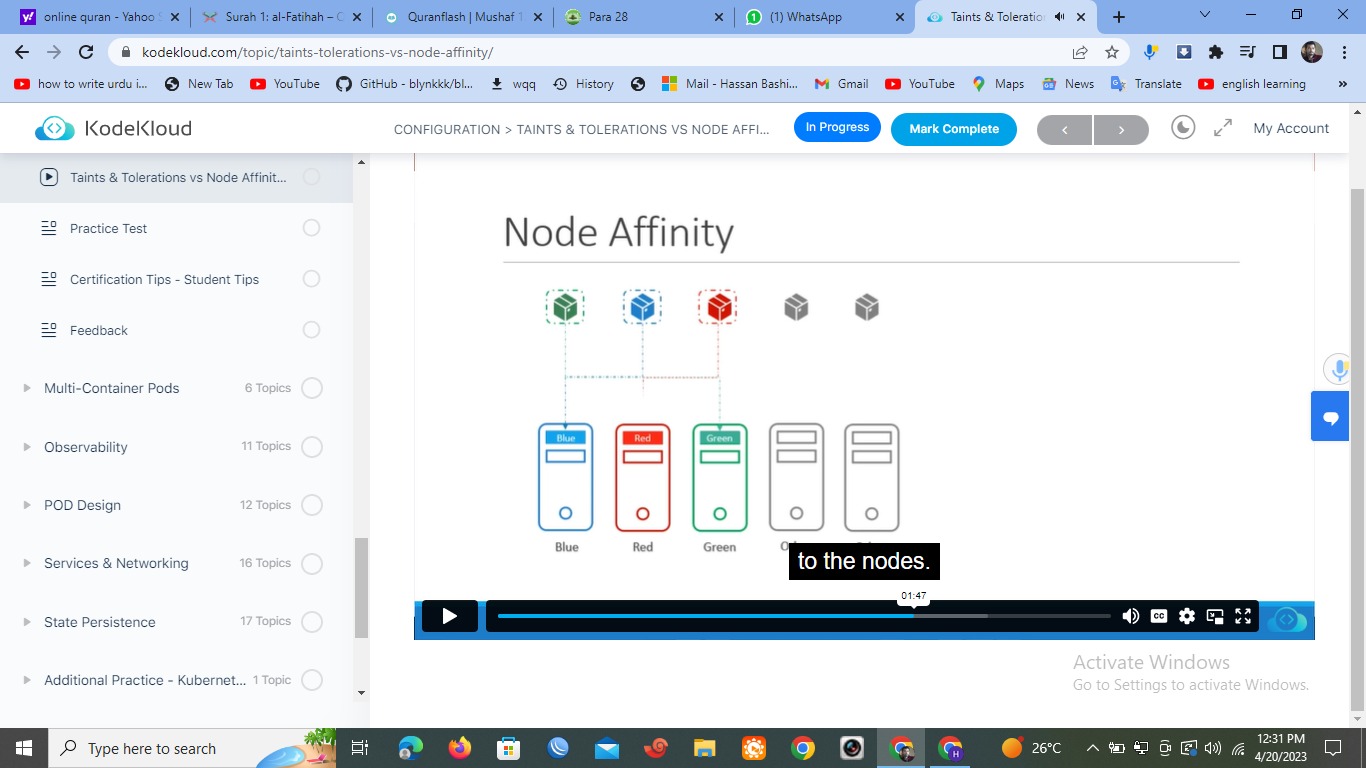 online quran - Yahoo S
Surah 1: al-Fatihah – C
Quranflash | Mushaf 1
Para 28
(1) WhatsApp
Taints & Toleration
kodekloud.com/topic/taints-tolerations-vs-node-affinity/
how to write urdu i...
New Tab
YouTube
GitHub - blynkkk/bl...
wqq
History
Mail - Hassan Bashi...
Gmail
YouTube
Maps
News
Translate
english learning
»
KodeKloud
CONFIGURATION > TAINTS & TOLERATIONS VS NODE AFFI...
In Progress
Mark Complete
My Account
Taints & Tolerations vs Node Affinit...
Practice Test
Certification Tips - Student Tips
Feedback
Multi-Container Pods 6 Topics
Observability 11 Topics
POD Design 12 Topics
Services & Networking 16 Topics
State Persistence 17 Topics
Additional Practice - Kubernet... 1 Topic
Node Affinity
Blue Red Green
Blue Red Green
to the nodes.
01:47
CC
Activate Windows
Go to Settings to activate Windows.
Type here to search
26°C
12:31 PM
4/20/2023